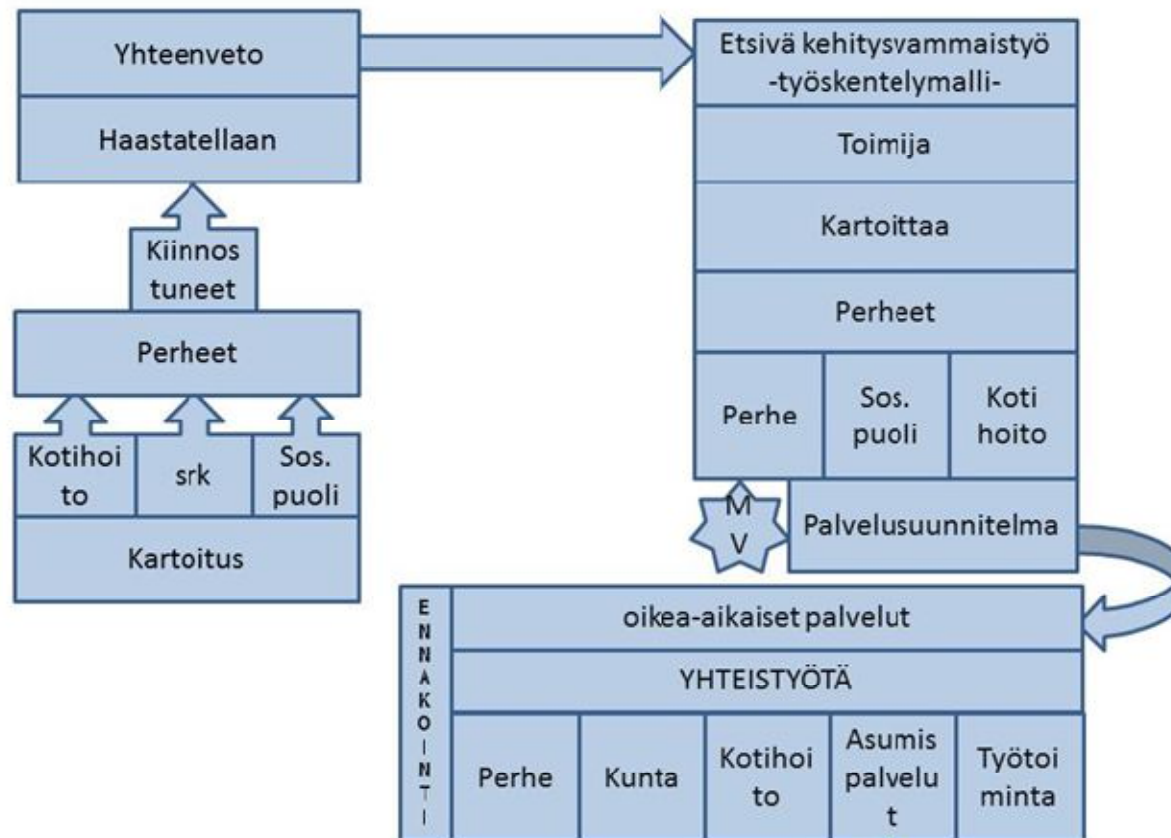 Yhteenveto
Haastatellaan
Kiinnos
tuneet
Perheet
Kotihoi
to
srk
Sos.
puoli
Kartoitus
Etsivä kehitysvammaistyö
-työskentelymalli-
Toimija
Kartoittaa
Perheet
Perhe
Sos.
puoli
Koti
hoito
M
V
Palvelusuunnitelma
E
N
N
A
K
O
I
N
T
I
oikea-aikaiset palvelut
YHTEISTYÖTÄ
Perhe
Kunta
Kotihoi
to
Asumis
palvelu
t
Työtoi
minta